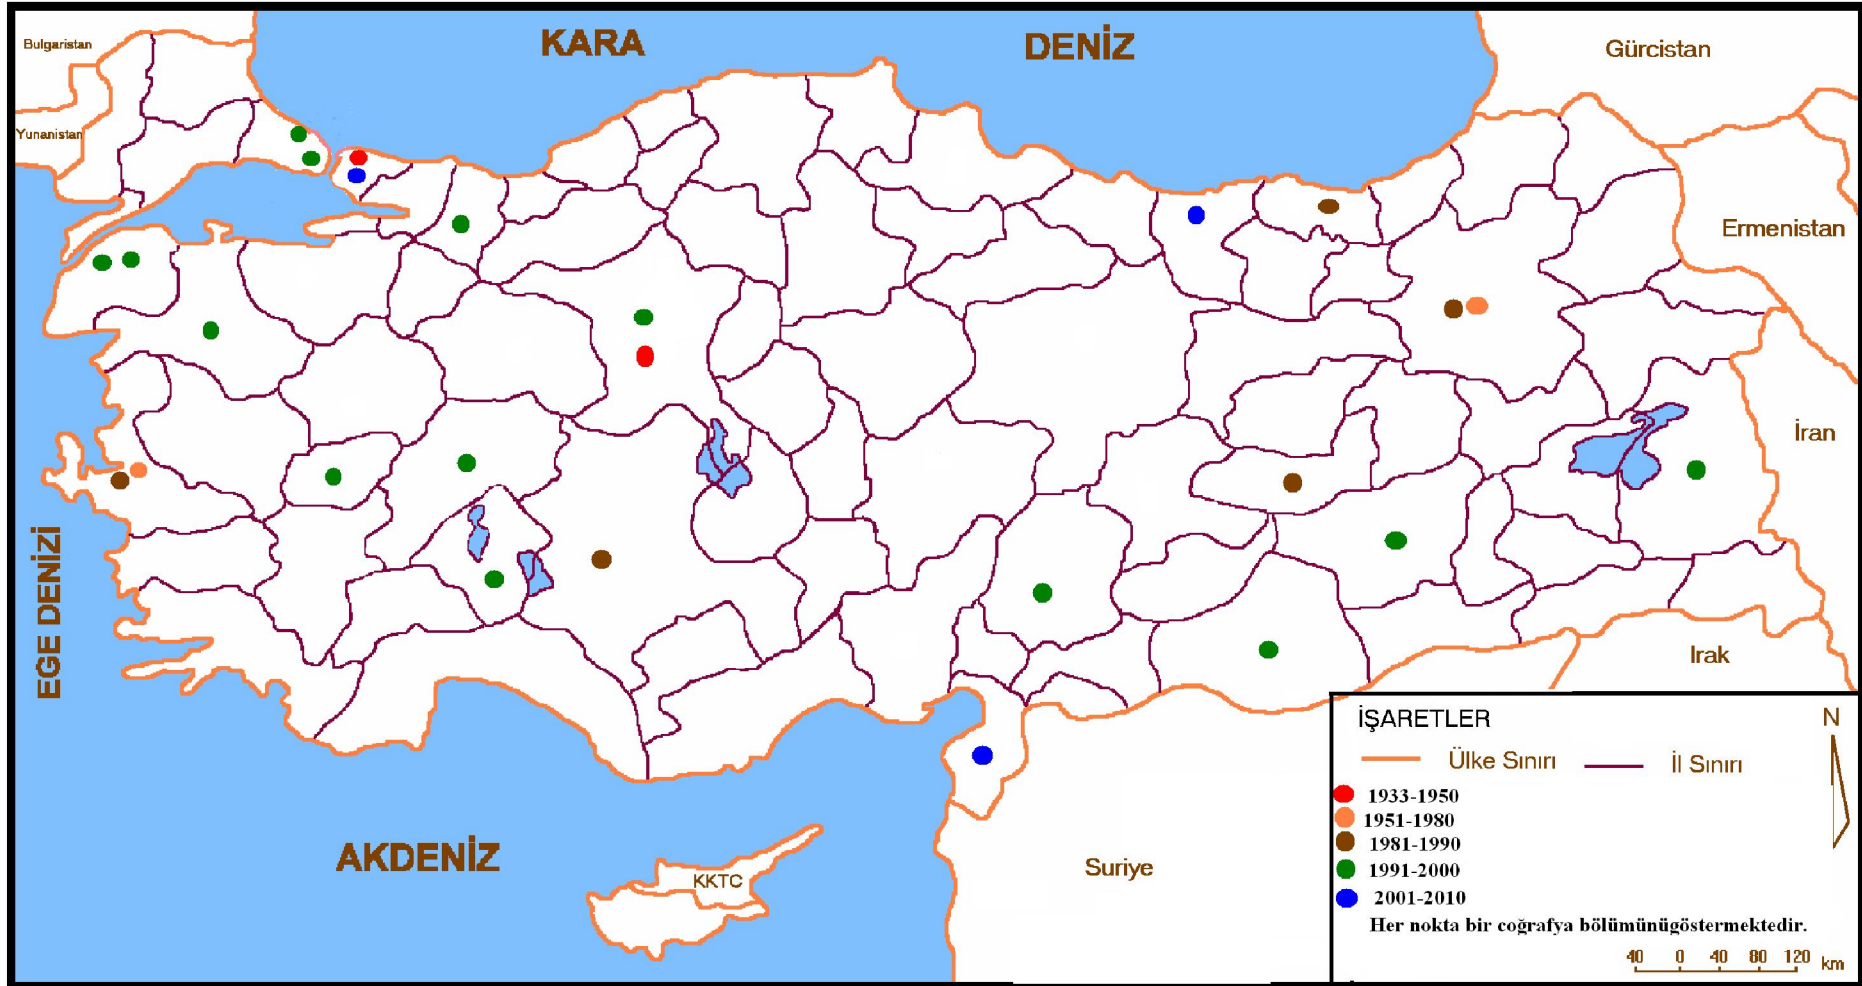 KARA
DENİZ
Bulgaristan
Gürcistan
Yunanistan
Ermenistan
İran
EGE DENİZİ
Irak
AKDENİZ
KKTC
Suriye
İŞARETLER
N
Ülke Sınırı
İl Sınırı
1933-1950
1951-1980
1981-1990
1991-2000
2001-2010
Her nokta bir coğrafya bölümünügöstermektedir.
40 0 40 80 120 km